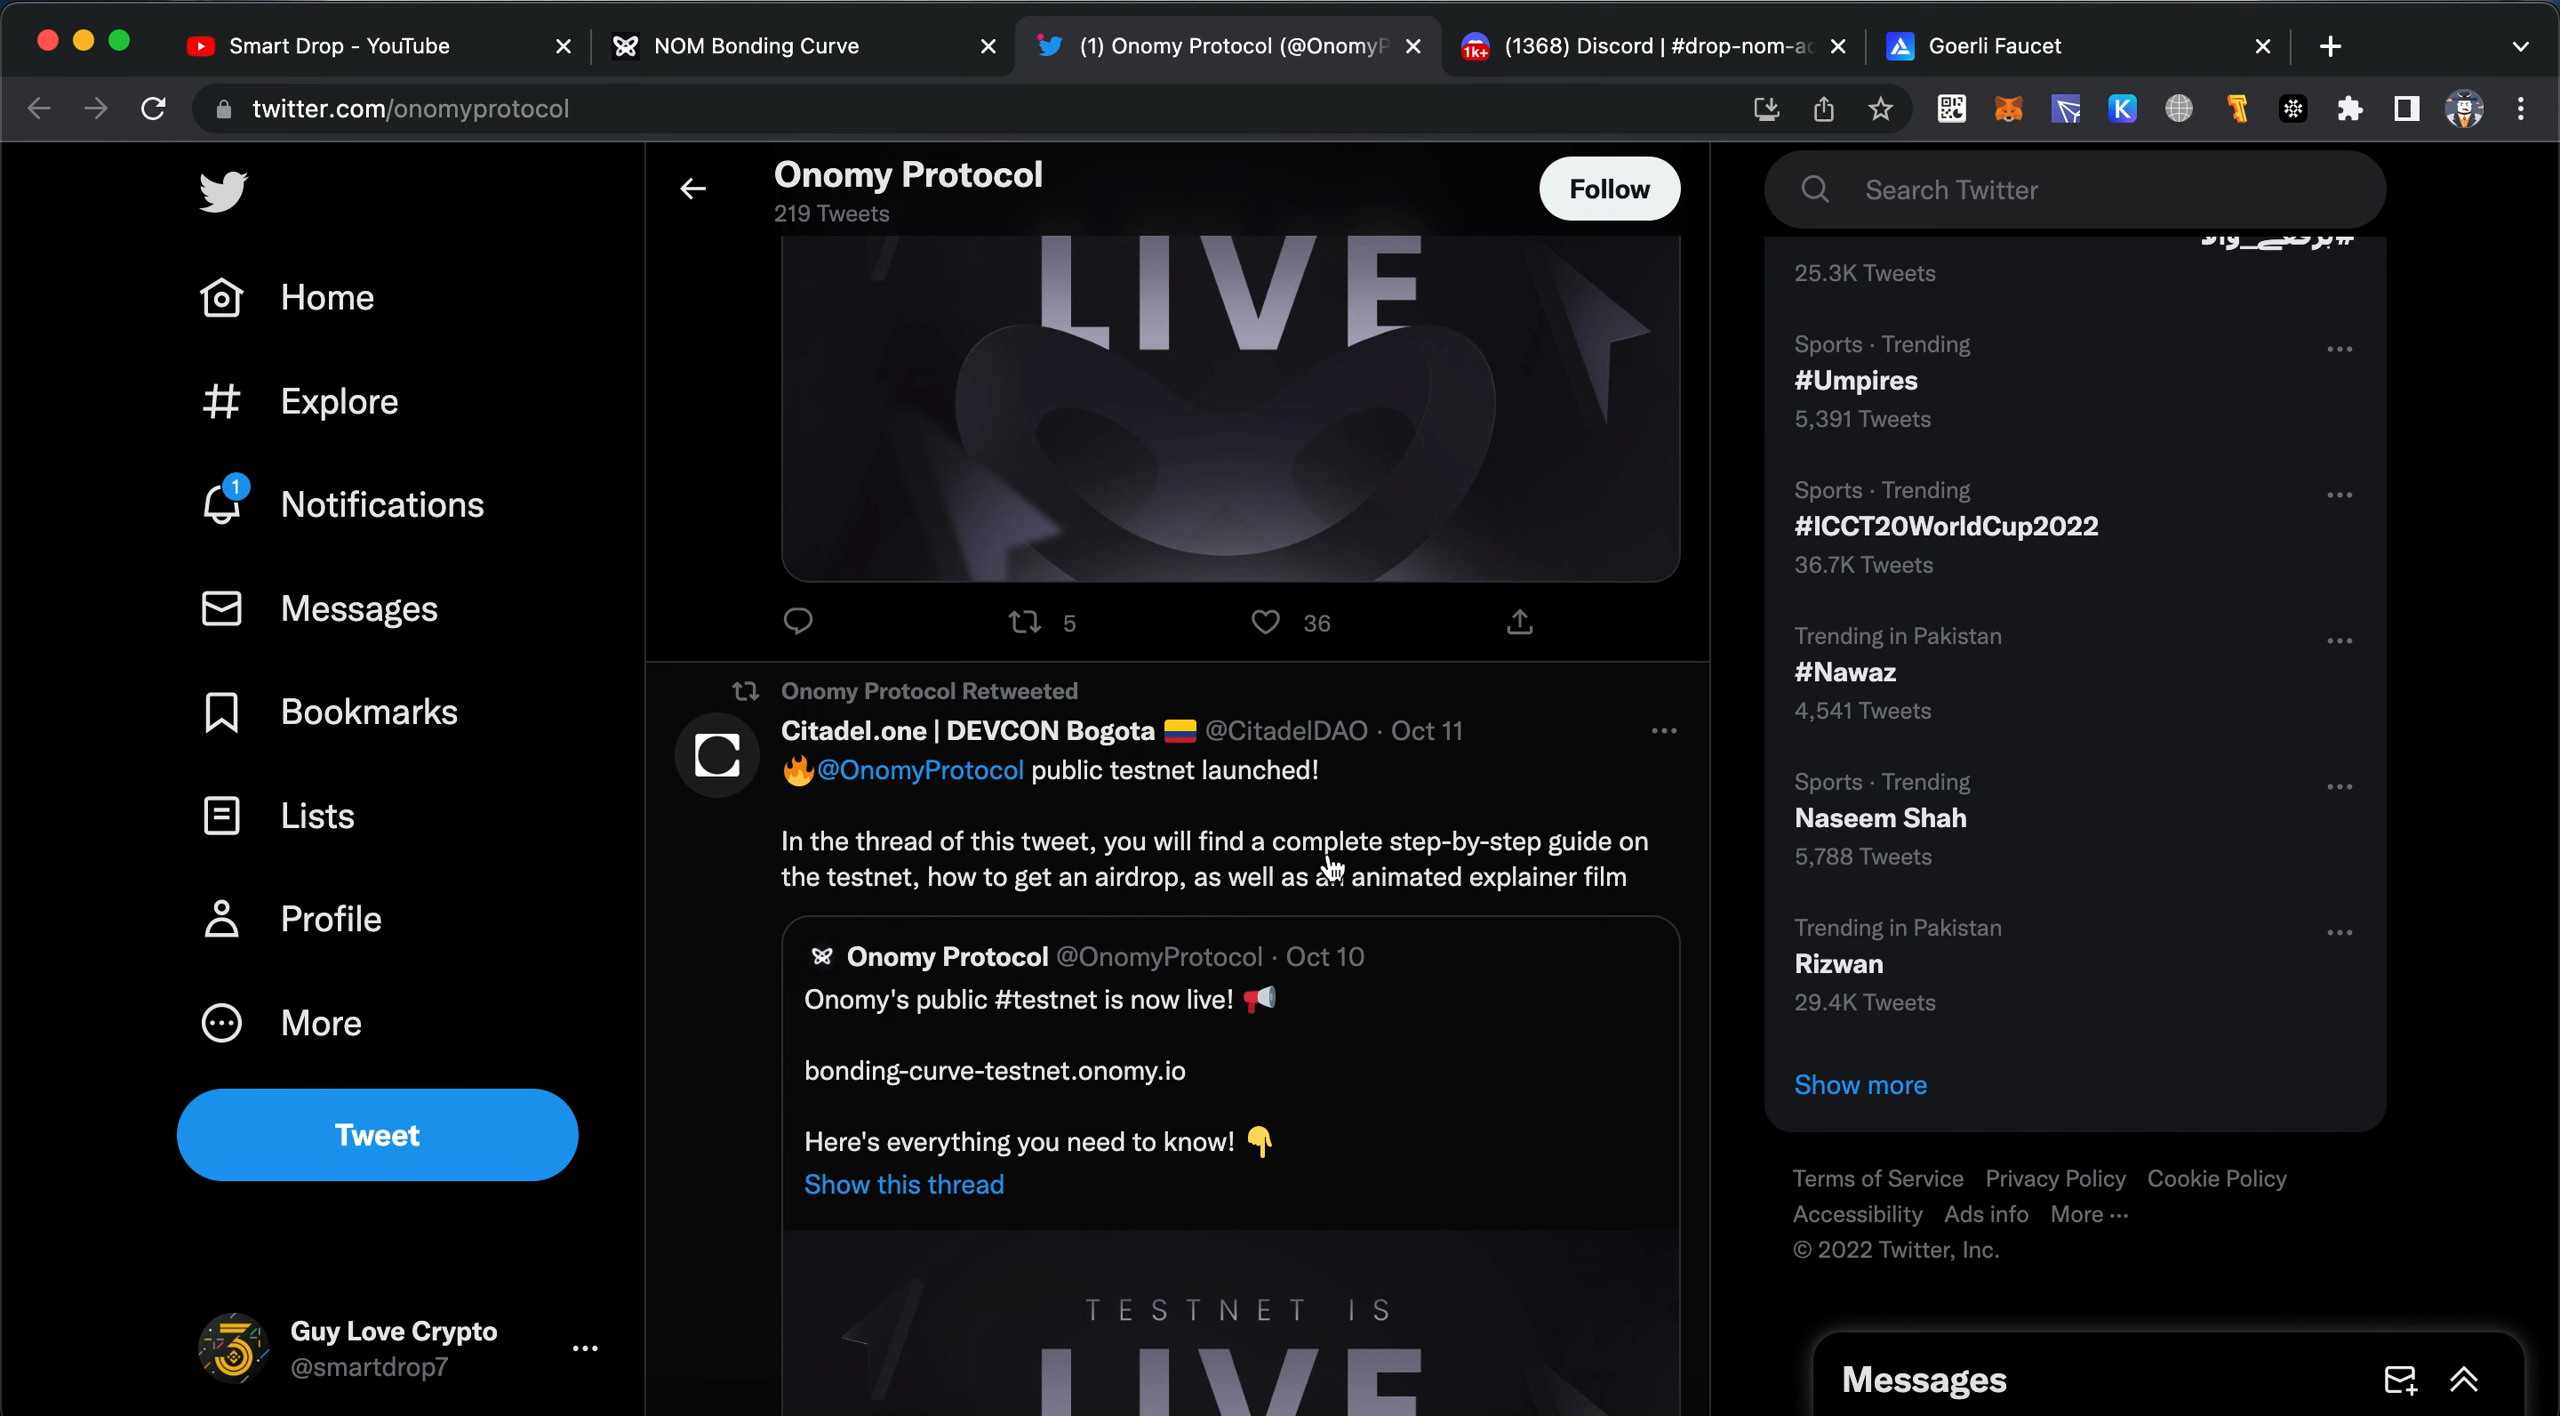 Smart Drop - YouTube
NOM Bonding Curve
(1) Onomy Protocol (@OnomyP
1k+
(1368) Discord | #drop-nom-ad
Goerli Faucet
twitter.com/onomyprotocol
Home
Explore
1
Notifications
Messages
Bookmarks
Lists
Profile
More
Tweet
Guy Love Crypto
@smartdrop7
Onomy Protocol
219 Tweets
Follow
LIVE
5
36
Onomy Protocol Retweeted
Citadel.one | DEVCON Bogota 🇨🇴 @CitadelDAO · Oct 11
🔥@OnomyProtocol public testnet launched!
In the thread of this tweet, you will find a complete step-by-step guide on
the testnet, how to get an airdrop, as well as an animated explainer film
Onomy Protocol @OnomyProtocol · Oct 10
Onomy's public #testnet is now live! 📢
bonding-curve-testnet.onomy.io
Here's everything you need to know! 👇
Show this thread
TESTNET IS
LIVE
Search Twitter
25.3K Tweets
Sports · Trending
#Umpires
5,391 Tweets
Sports · Trending
#ICCT20WorldCup2022
36.7K Tweets
Trending in Pakistan
#Nawaz
4,541 Tweets
Sports · Trending
Naseem Shah
5,788 Tweets
Trending in Pakistan
Rizwan
29.4K Tweets
Show more
Terms of Service Privacy Policy Cookie Policy
Accessibility Ads info More ···
© 2022 Twitter, Inc.
Messages